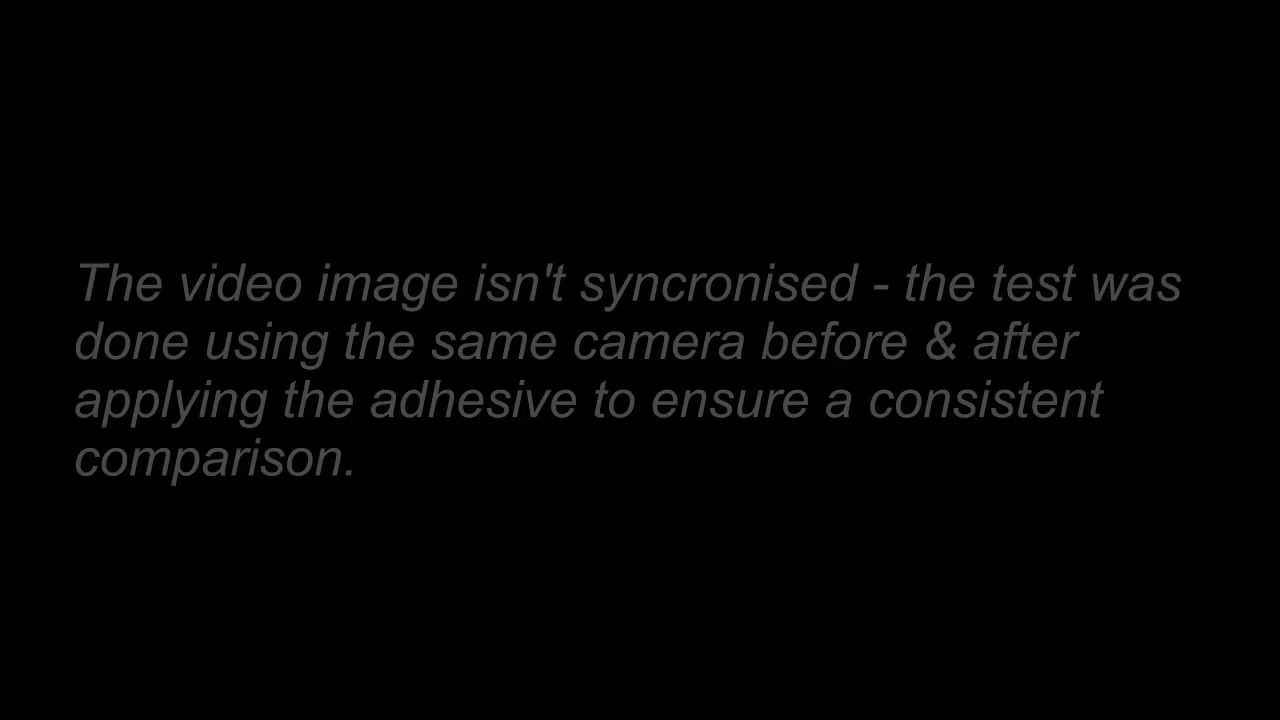 The video image isn't syncronised - the test was
done using the same camera before & after
applying the adhesive to ensure a consistent
comparison.